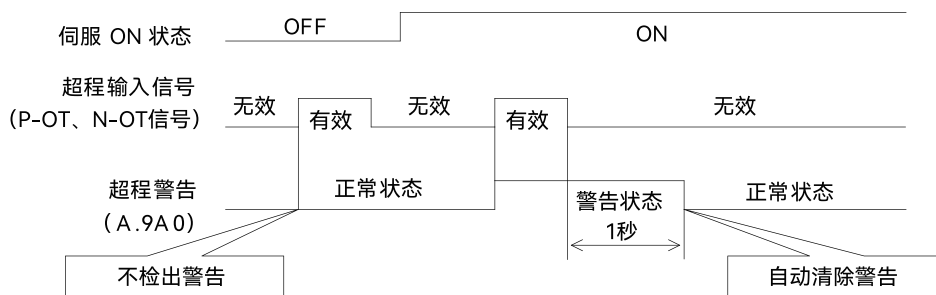 伺服 ON 状态
OFF
ON
超程输入信号
(P-OT、N-OT信号)
无效
有效
无效
有效
无效
超程警告
(A.9A0)
正常状态
警告状态
1秒
正常状态
不检出警告
自动清除警告